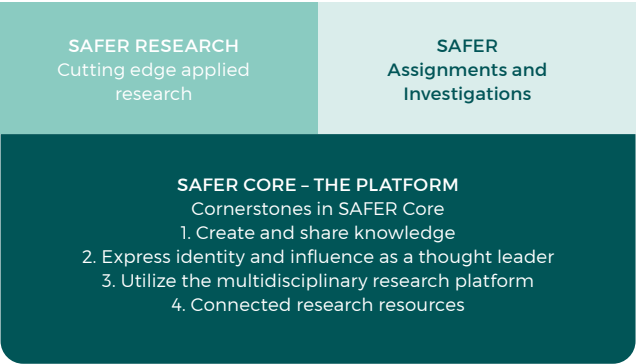 SAFER RESEARCH
Cutting edge applied
research
SAFER
Assignments and
Investigations
SAFER CORE – THE PLATFORM
Cornerstones in SAFER Core
1. Create and share knowledge
2. Express identity and influence as a thought leader
3. Utilize the multidisciplinary research platform
4. Connected research resources